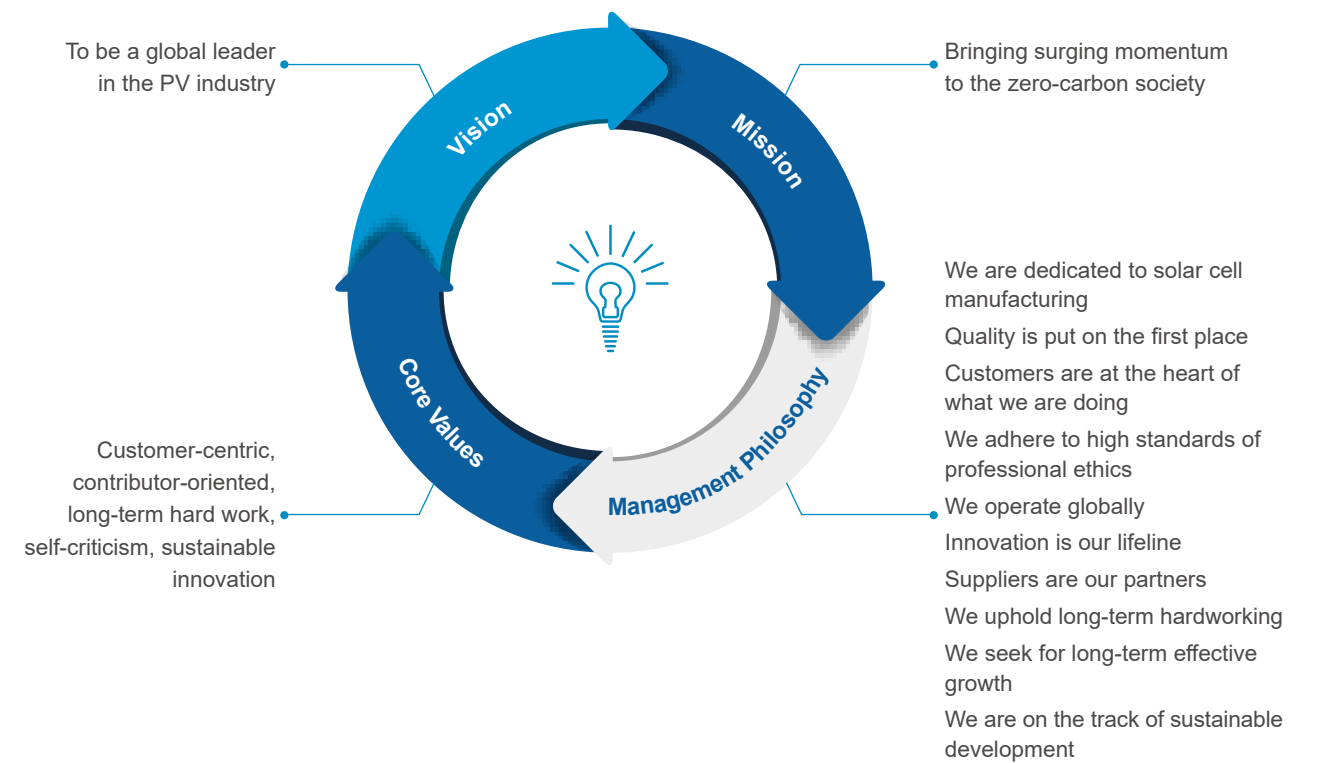 To be a global leader
in the PV industry
Vision
Mission
Bringing surging momentum
to the zero-carbon society
Core Values
Customer-centric,
contributor-oriented,
long-term hard work,
self-criticism, sustainable
innovation
Management Philosophy
We are dedicated to solar cell
manufacturing
Quality is put on the first place
Customers are at the heart of
what we are doing
We adhere to high standards of
professional ethics
We operate globally
Innovation is our lifeline
Suppliers are our partners
We uphold long-term hardworking
We seek for long-term effective
growth
We are on the track of sustainable
development